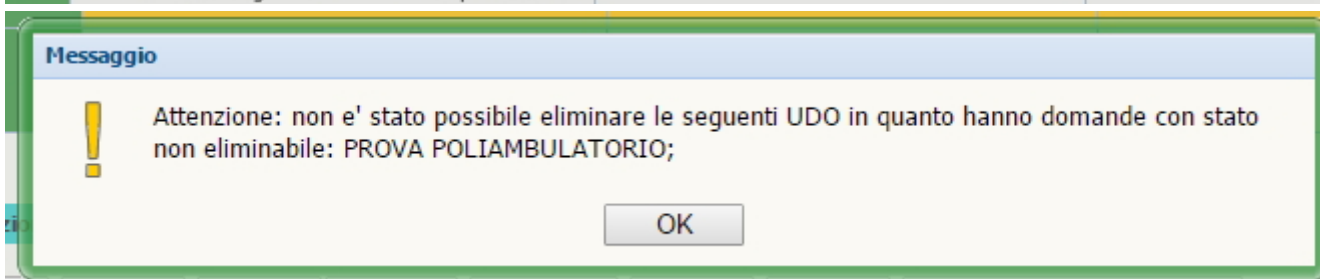 Messaggio
Attenzione: non e' stato possibile eliminare le seguenti UDO in quanto hanno domande con stato
non eliminabile: PROVA POLIAMBULATORIO;
OK